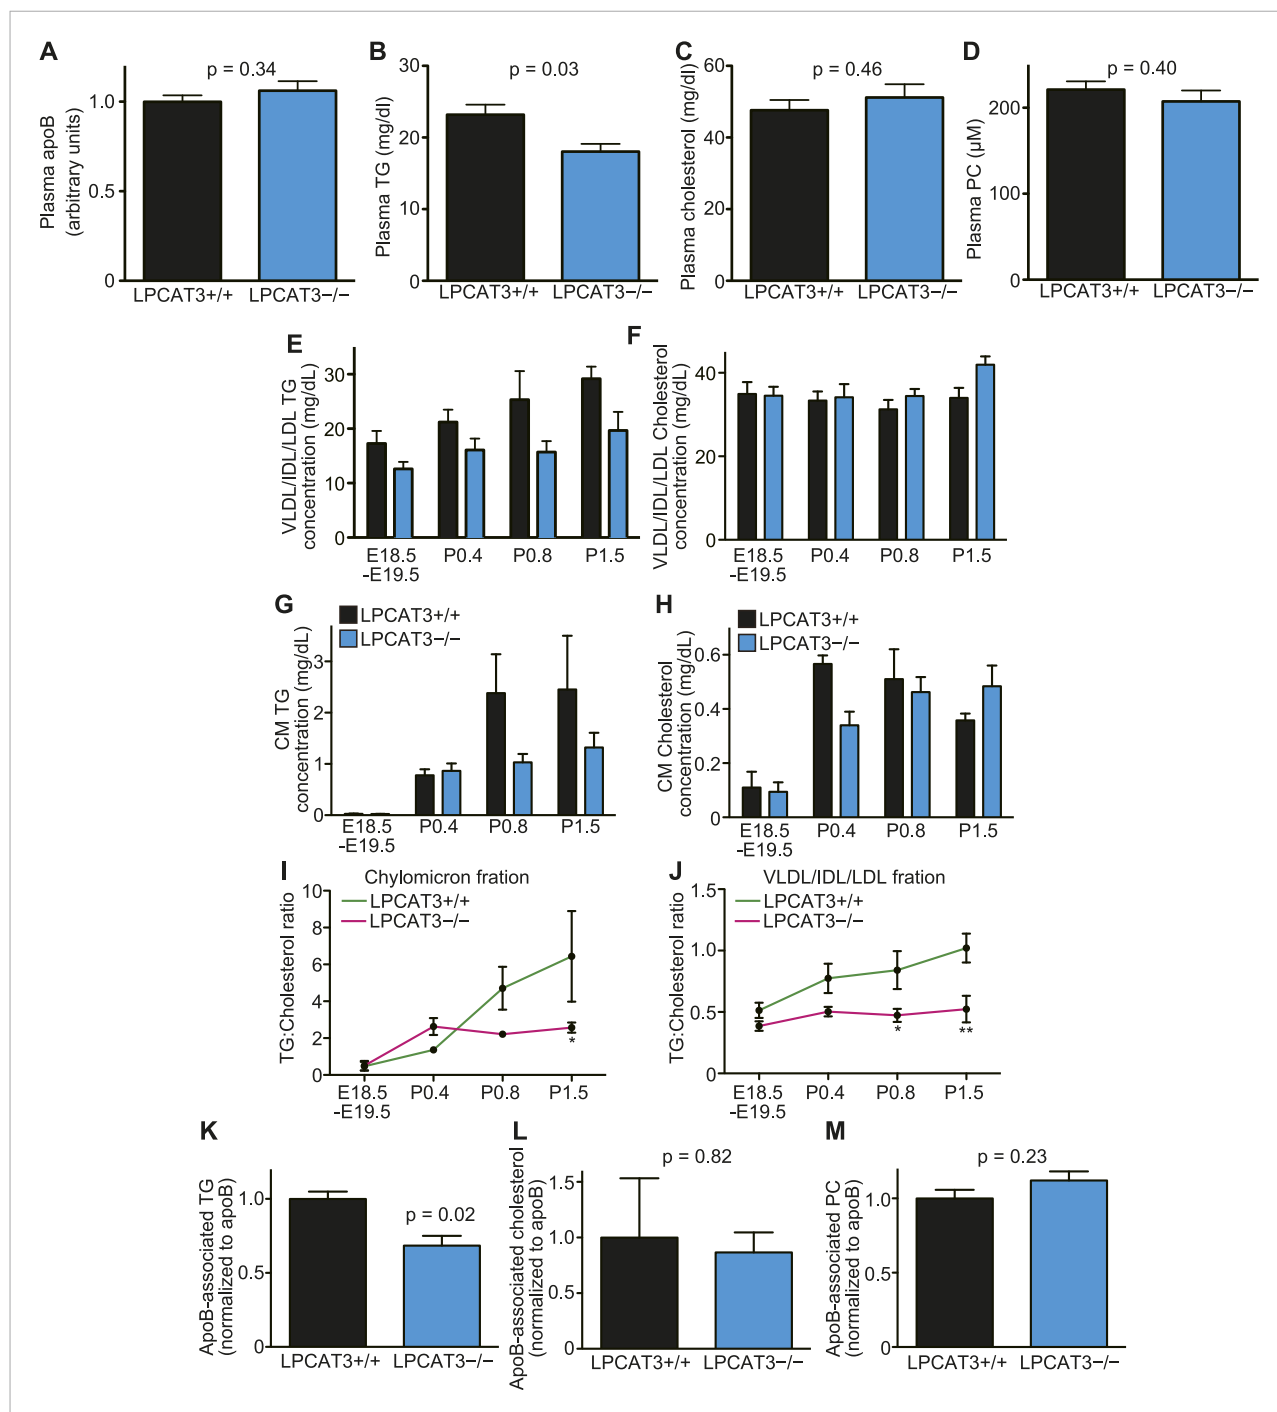 A
p = 0.34
Plasma apoB
(arbitrary units)
1.0
0.5
0
LPCAT3+/+ LPCAT3−/−
B
p = 0.03
Plasma TG (mg/dl)
30
20
10
0
LPCAT3+/+ LPCAT3−/−
C
p = 0.46
Plasma cholesterol (mg/dl)
60
40
20
0
LPCAT3+/+ LPCAT3−/−
D
p = 0.40
Plasma PC (µM)
200
100
0
LPCAT3+/+ LPCAT3−/−
E
VLDL/IDL/LDL TG
concentration (mg/dL)
30
20
10
0
E18.5
-E19.5
P0.4
P0.8
P1.5
F
VLDL/IDL/LDL Cholesterol
concentration (mg/dL)
40
20
0
E18.5
-E19.5
P0.4
P0.8
P1.5
G
LPCAT3+/+
LPCAT3−/−
CM TG
concentration (mg/dL)
3
2
1
0
E18.5
-E19.5
P0.4
P0.8
P1.5
H
LPCAT3+/+
LPCAT3−/−
CM Cholesterol
concentration (mg/dL)
0.6
0.4
0.2
0
E18.5
-E19.5
P0.4
P0.8
P1.5
I
Chylomicron fration
LPCAT3+/+
LPCAT3−/−
TG:Cholesterol ratio
10
8
6
4
2
0
*
E18.5
-E19.5
P0.4
P0.8
P1.5
J
VLDL/IDL/LDL fration
LPCAT3+/+
LPCAT3−/−
TG:Cholesterol ratio
1.5
1.0
0.5
0
*
**
E18.5
-E19.5
P0.4
P0.8
P1.5
K
p = 0.02
ApoB-associated TG
(normalized to apoB)
1.0
0.5
0
LPCAT3+/+ LPCAT3−/−
L
p = 0.82
ApoB-associated cholesterol
(normalized to apoB)
1.5
1.0
0.5
0
LPCAT3+/+ LPCAT3−/−
M
p = 0.23
ApoB-associated PC
(normalized to apoB)
1.0
0.5
0
LPCAT3+/+ LPCAT3−/−